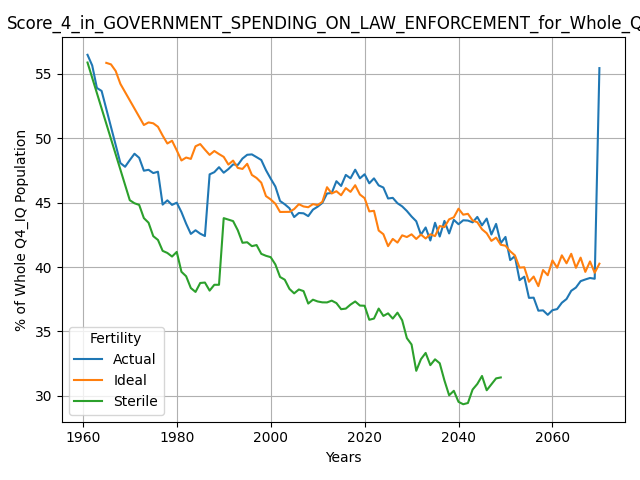 Score_4_in_GOVERNMENT_SPENDING_ON_LAW_ENFORCEMENT_for_Whole_Q
55
50
45
40
35
30
% of Whole Q4_IQ Population
Fertility
Actual
Ideal
Sterile
1960 1980 2000 2020 2040 2060
Years